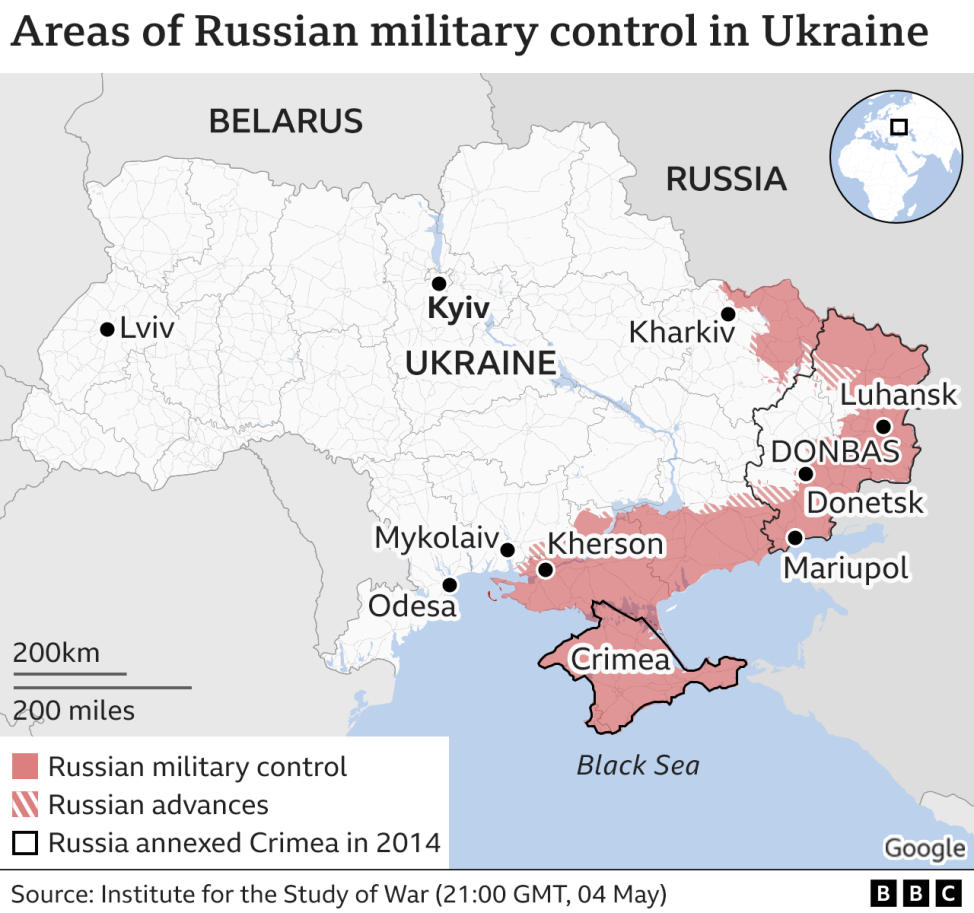 Areas of Russian military control in Ukraine
BELARUS
RUSSIA
Kyiv
Lviv
Kharkiv
UKRAINE
Luhansk
DONBAS
Donetsk
Mykolaiv
Kherson
Mariupol
Odesa
Crimea
200km
200 miles
Black Sea
Russian military control
Russian advances
Russia annexed Crimea in 2014
Google
Source: Institute for the Study of War (21:00 GMT, 04 May)
BBC